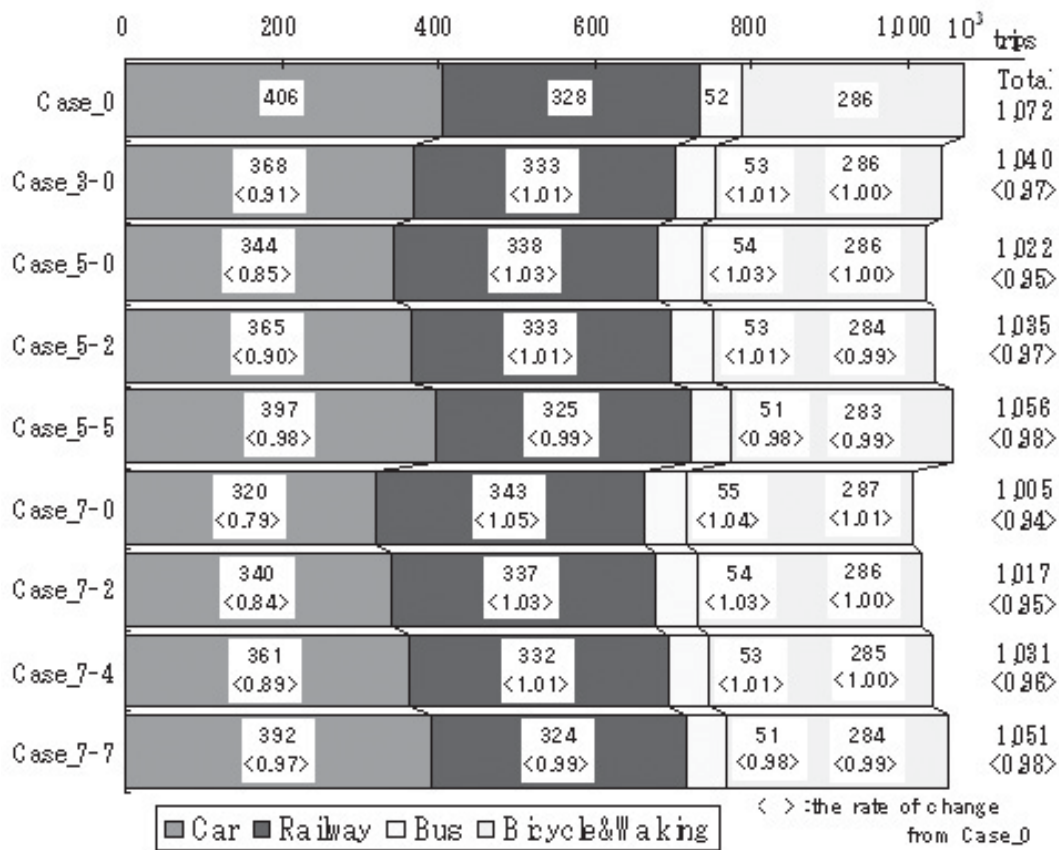 0 200 400 600 800 1,000 10³
trips
Case_0 406 328 52 286 Total 1,072
Case_3-0 368 333 53 286 1,040
<0.91> <1.01> <1.01> <1.00> <0.97>
Case_5-0 344 338 54 286 1,022
<0.85> <1.03> <1.03> <1.00> <0.95>
Case_5-2 365 333 53 284 1,035
<0.90> <1.01> <1.01> <0.99> <0.97>
Case_5-5 397 325 51 283 1,056
<0.98> <0.99> <0.98> <0.99> <0.98>
Case_7-0 320 343 55 287 1,005
<0.79> <1.05> <1.04> <1.01> <0.94>
Case_7-2 340 337 54 286 1,017
<0.84> <1.03> <1.03> <1.00> <0.95>
Case_7-4 361 332 53 285 1,031
<0.89> <1.01> <1.01> <1.00> <0.96>
Case_7-7 392 324 51 284 1,051
<0.97> <0.99> <0.98> <0.99> <0.98>
Car Railway Bus Bicycle&Waking
< > :the rate of change
from Case_0